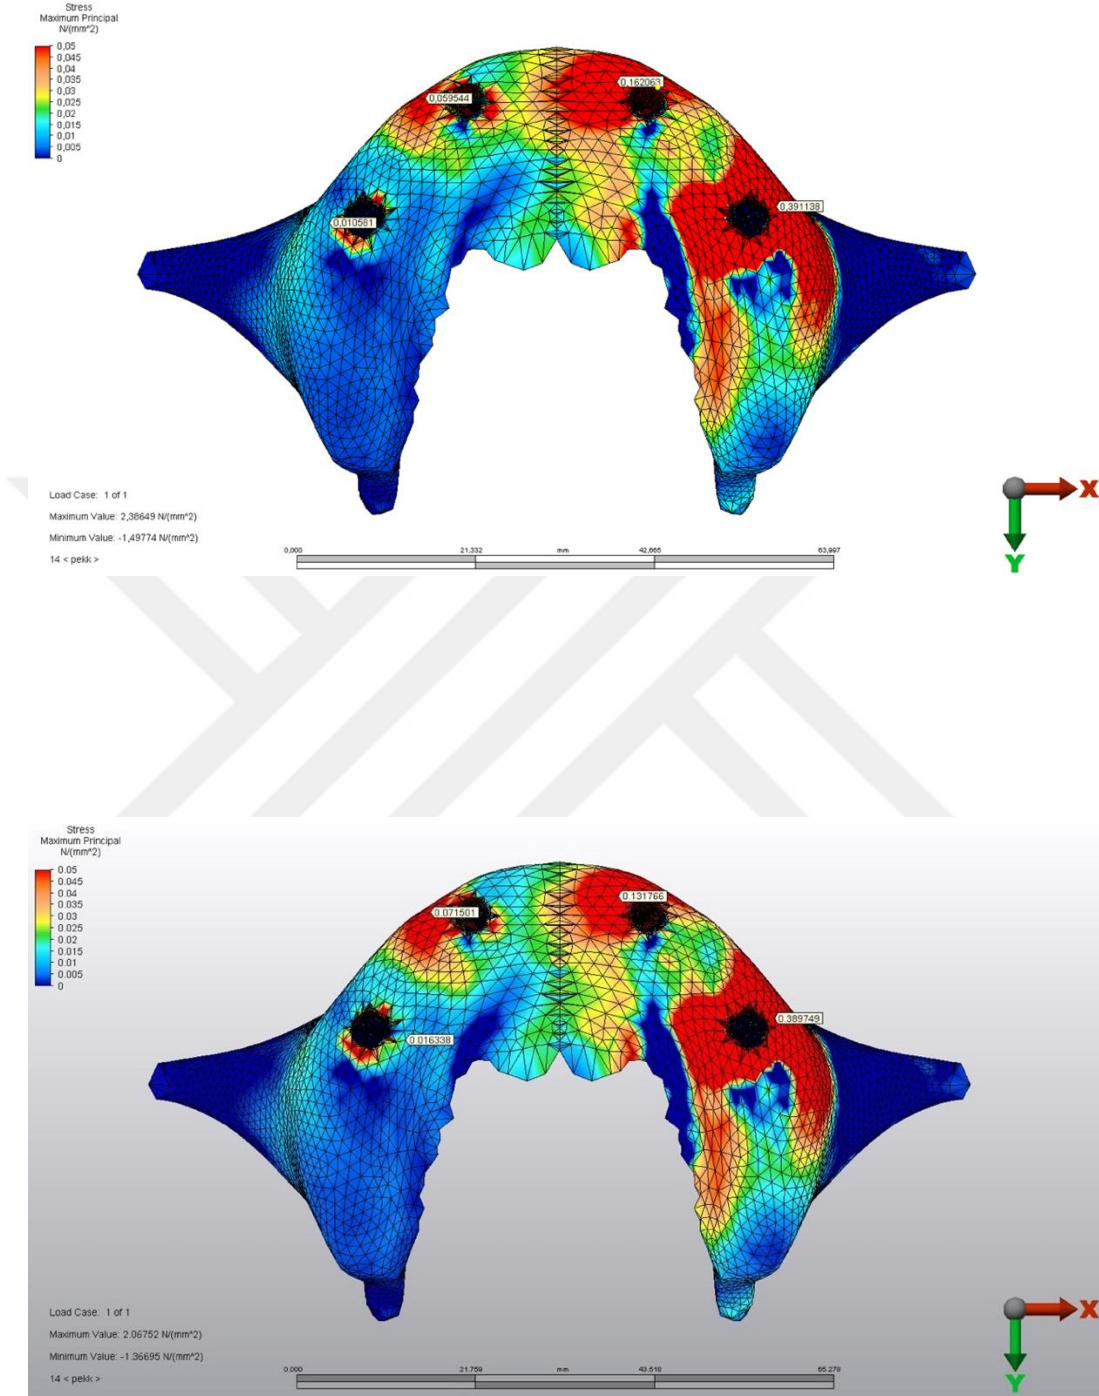 Stress
Maximum Principal
N/(mm^2)
0,05
0,045
0,04
0,035
0,03
0,025
0,02
0,015
0,01
0,005
0
0,059544
0,162063
0,010581
0,391138
Load Case: 1 of 1
Maximum Value: 2,38649 N/(mm^2)
Minimum Value: -1,49774 N/(mm^2)
14 < pekk >
0,000 21,332 mm 42,665 63,997
X
Y
Stress
Maximum Principal
N/(mm^2)
0.05
0.045
0.04
0.035
0.03
0.025
0.02
0.015
0.01
0.005
0
0.071501
0.131766
0.016338
0.389749
Load Case: 1 of 1
Maximum Value: 2.06752 N/(mm^2)
Minimum Value: -1.36695 N/(mm^2)
14 < pekk >
0.000 21.759 mm 43.518 65.278
X
Y